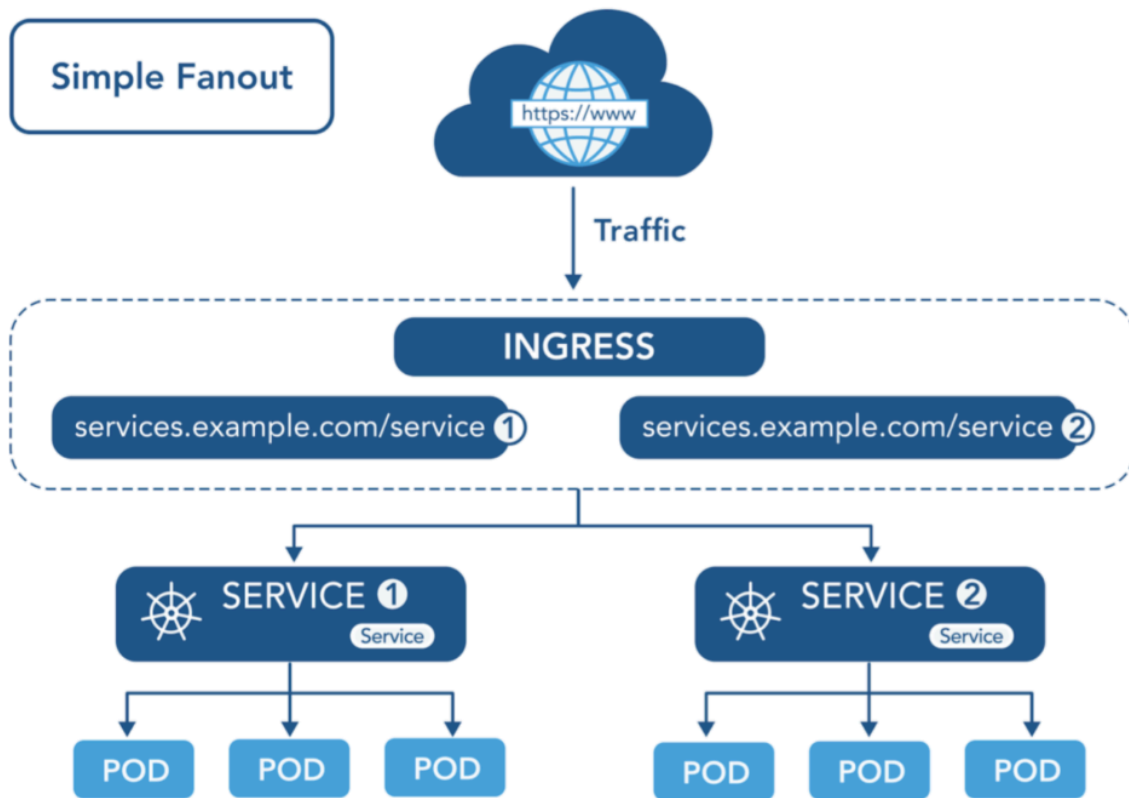 Simple Fanout
https://www
Traffic
INGRESS
services.example.com/service 1
services.example.com/service 2
SERVICE 1
Service
SERVICE 2
Service
POD
POD
POD
POD
POD
POD